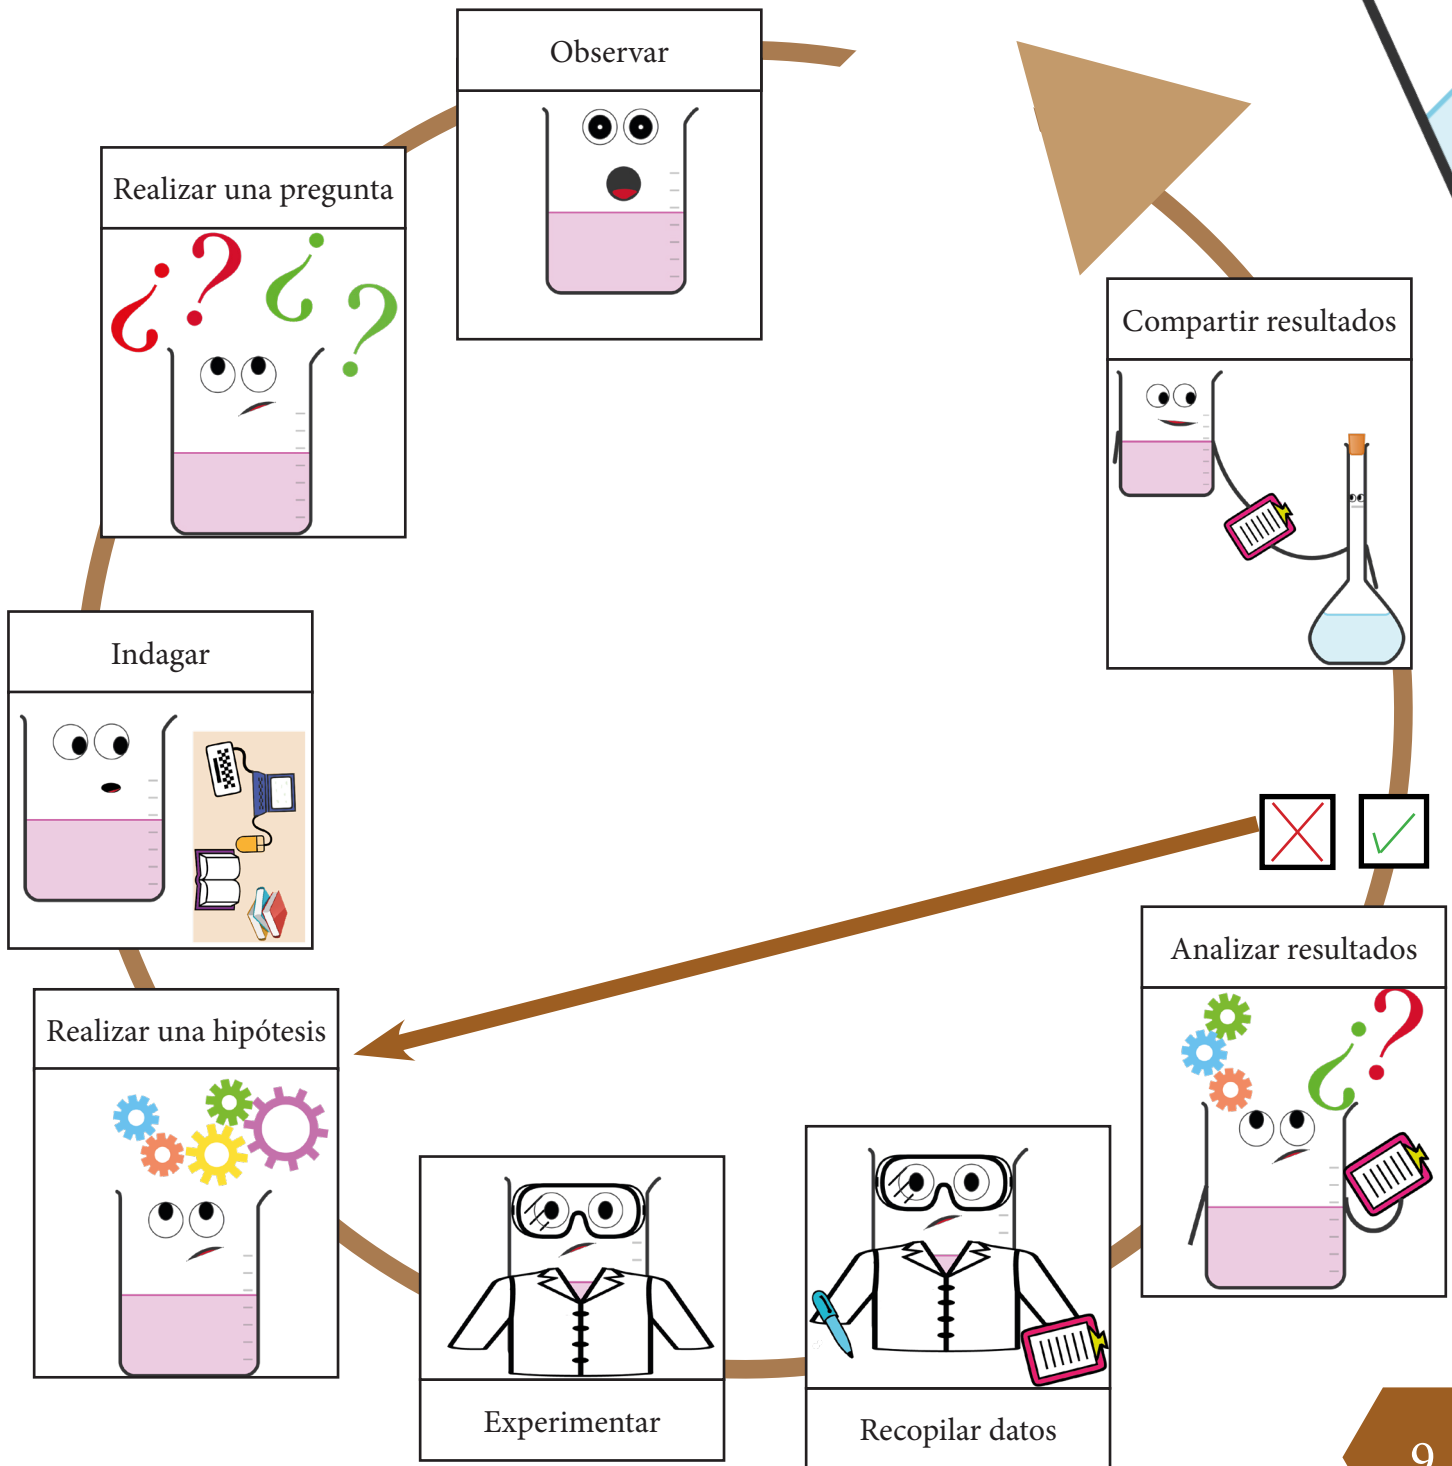 Observar
Realizar una pregunta
¿ ? ¿ ?
Compartir resultados
Indagar
Analizar resultados
¿ ?
Realizar una hipótesis
Experimentar
Recopilar datos
9